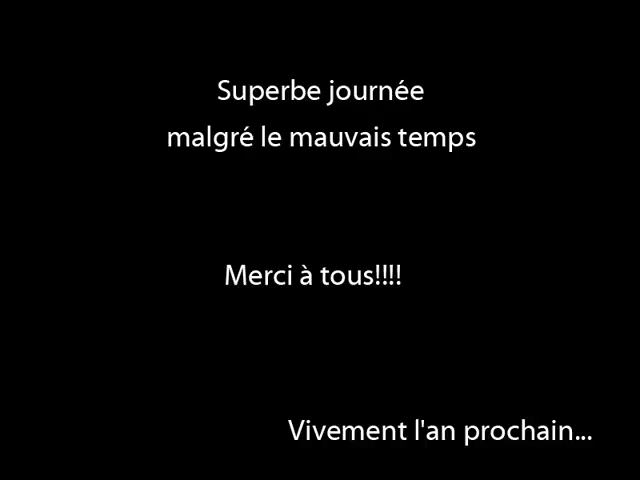 Superbe journée
malgré le mauvais temps
Merci à tous!!!!
Vivement l'an prochain...